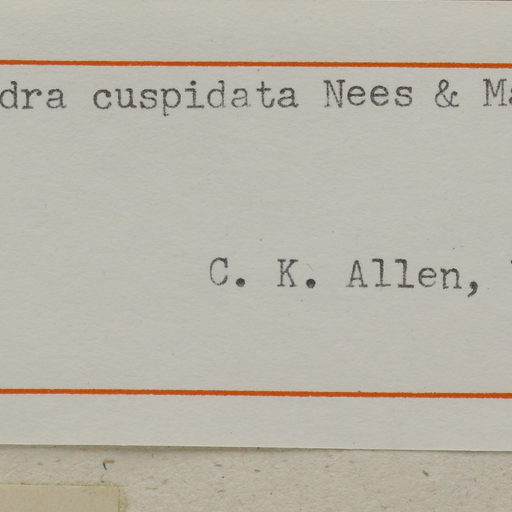 dra cuspidata Nees & Ma
C. K. Allen,